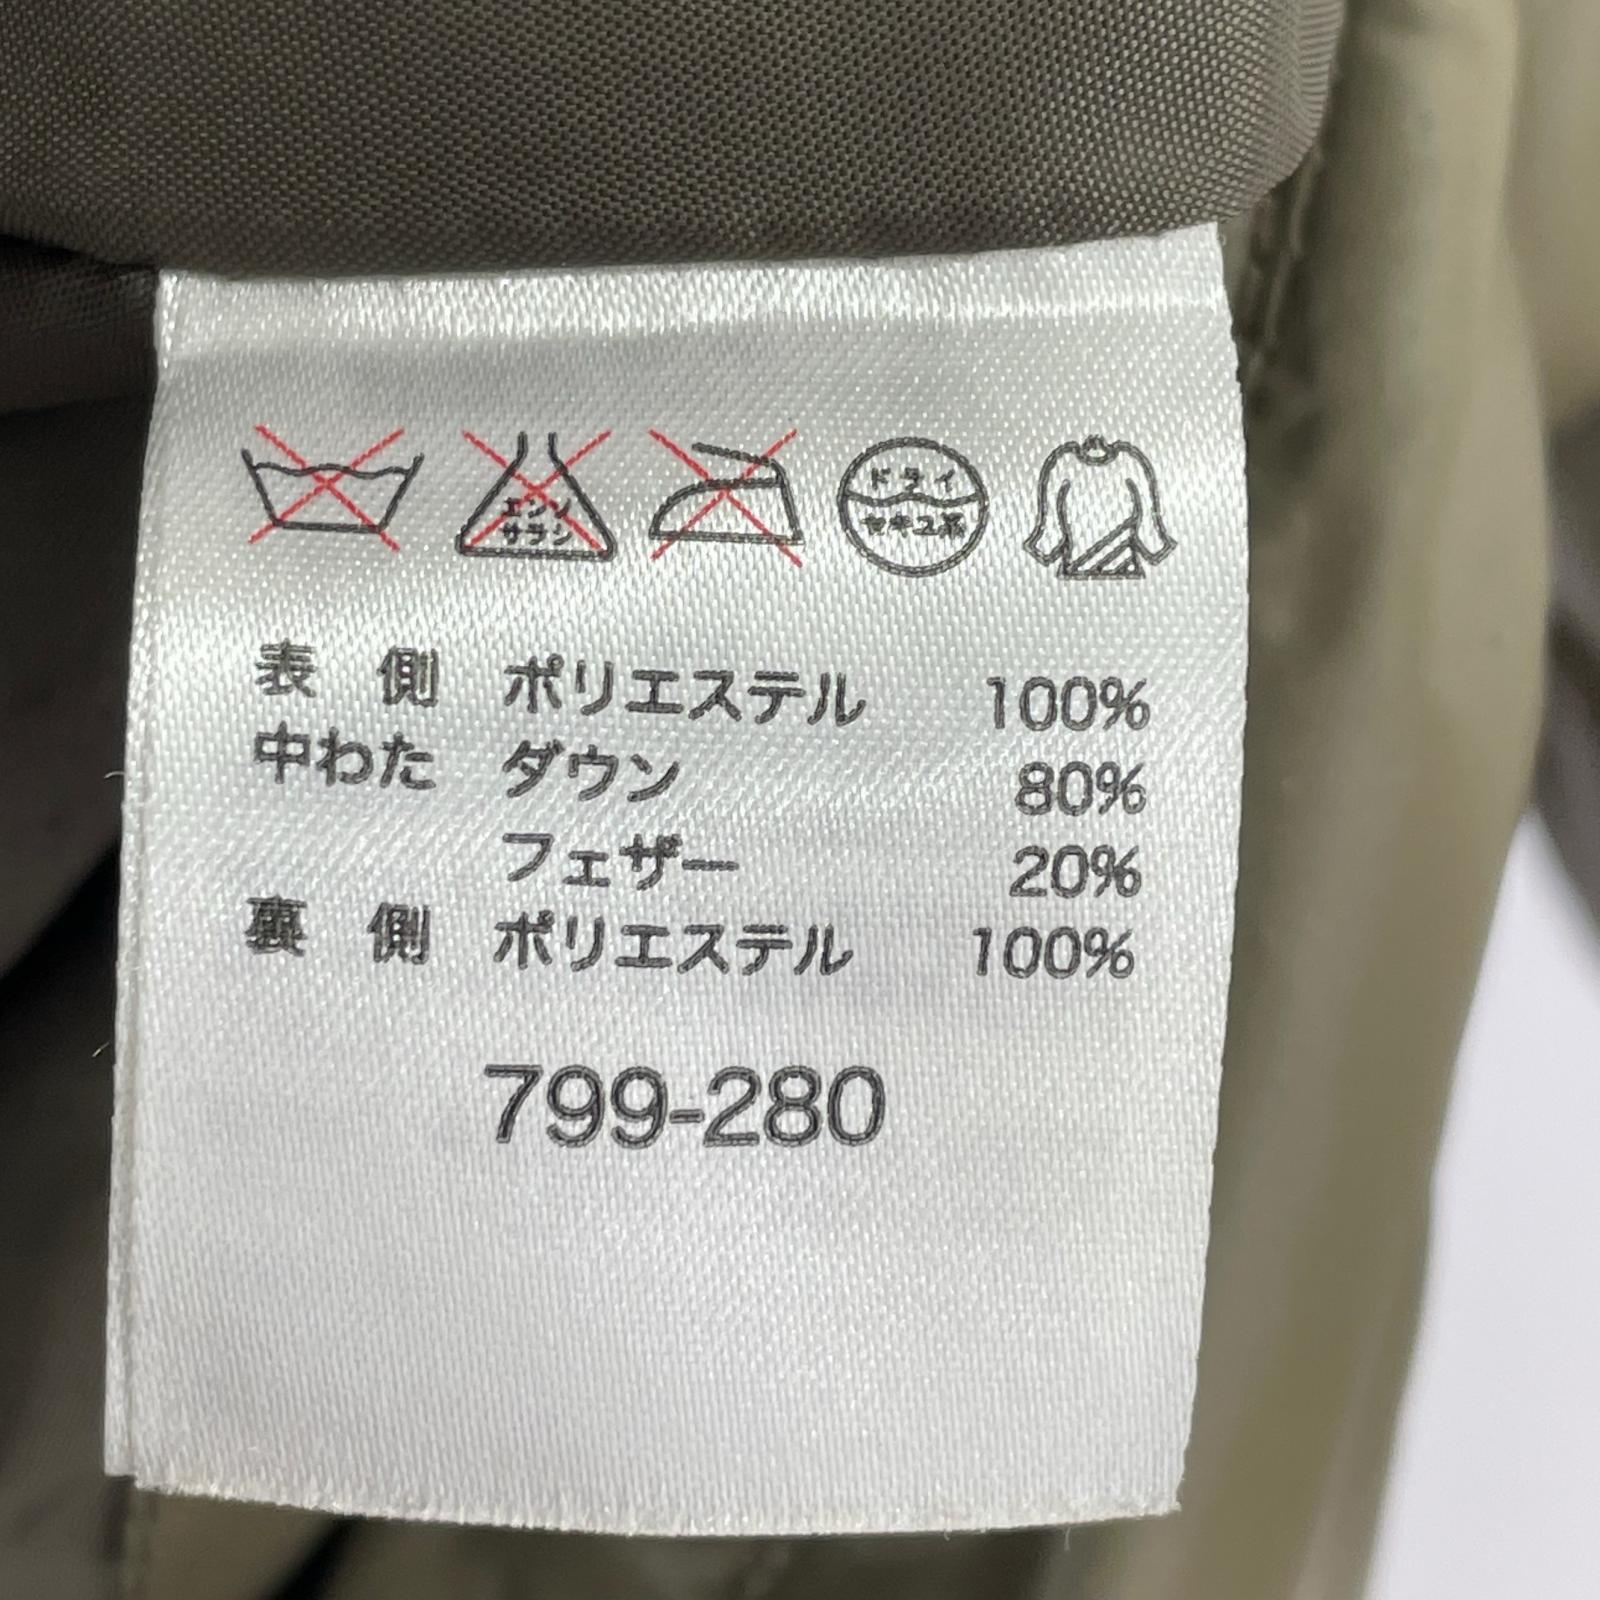 エンソ
サラシ
ドライ
セキユ系
表 側 ポリエステル 100%
中わた ダウン 80%
フェザー 20%
裏 側 ポリエステル 100%
799-280